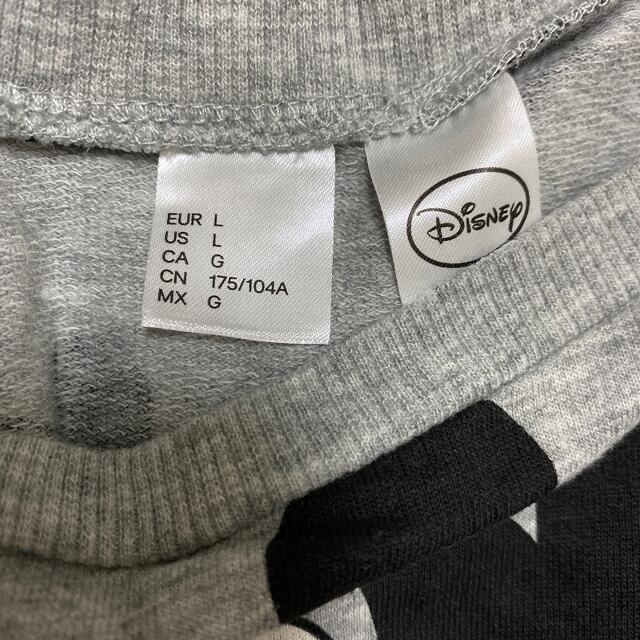 EUR L
US L
CA G
CN 175/104A
MX G
Disney